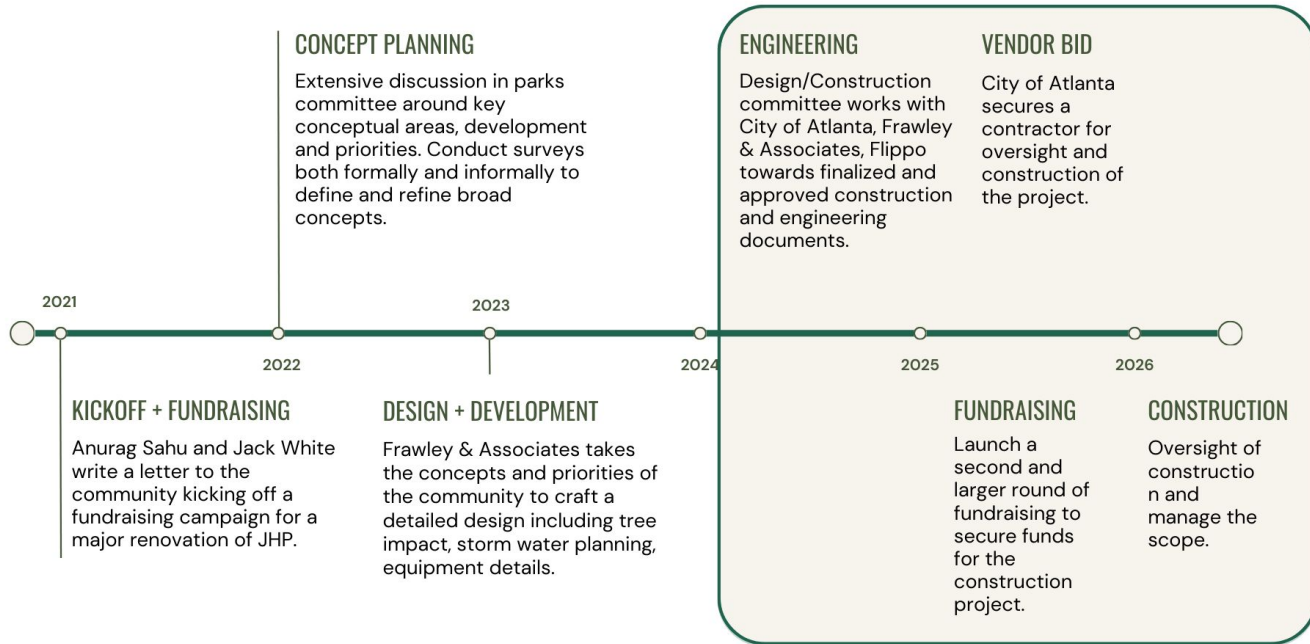 CONCEPT PLANNING
Extensive discussion in parks
committee around key
conceptual areas, development
and priorities. Conduct surveys
both formally and informally to
define and refine broad
concepts.
ENGINEERING
Design/Construction
committee works with
City of Atlanta, Frawley
& Associates, Flippo
towards finalized and
approved construction
and engineering
documents.
VENDOR BID
City of Atlanta
secures a
contractor for
oversight and
construction of
the project.
2021
2023
2022
2024
2025
2026
KICKOFF + FUNDRAISING
Anurag Sahu and Jack White
write a letter to the
community kicking off a
fundraising campaign for a
major renovation of JHP.
DESIGN + DEVELOPMENT
Frawley & Associates takes
the concepts and priorities of
the community to craft a
detailed design including tree
impact, storm water planning,
equipment details.
FUNDRAISING
Launch a
second and
larger round of
fundraising to
secure funds
for the
construction
project.
CONSTRUCTION
Oversight of
constructio
n and
manage the
scope.